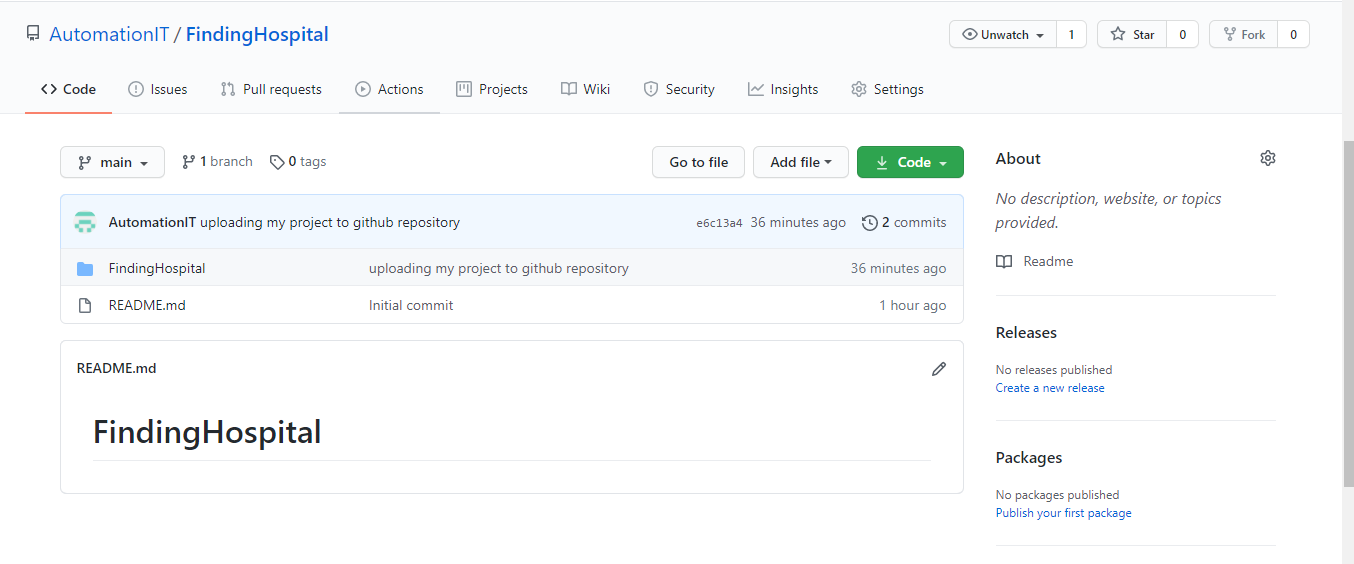 AutomationIT / FindingHospital
Unwatch 1 Star 0 Fork 0
Code Issues Pull requests Actions Projects Wiki Security Insights Settings
main 1 branch 0 tags Go to file Add file Code
AutomationIT uploading my project to github repository e6c13a4 36 minutes ago 2 commits
FindingHospital uploading my project to github repository 36 minutes ago
README.md Initial commit 1 hour ago
README.md
FindingHospital
About
No description, website, or topics
provided.
Readme
Releases
No releases published
Create a new release
Packages
No packages published
Publish your first package